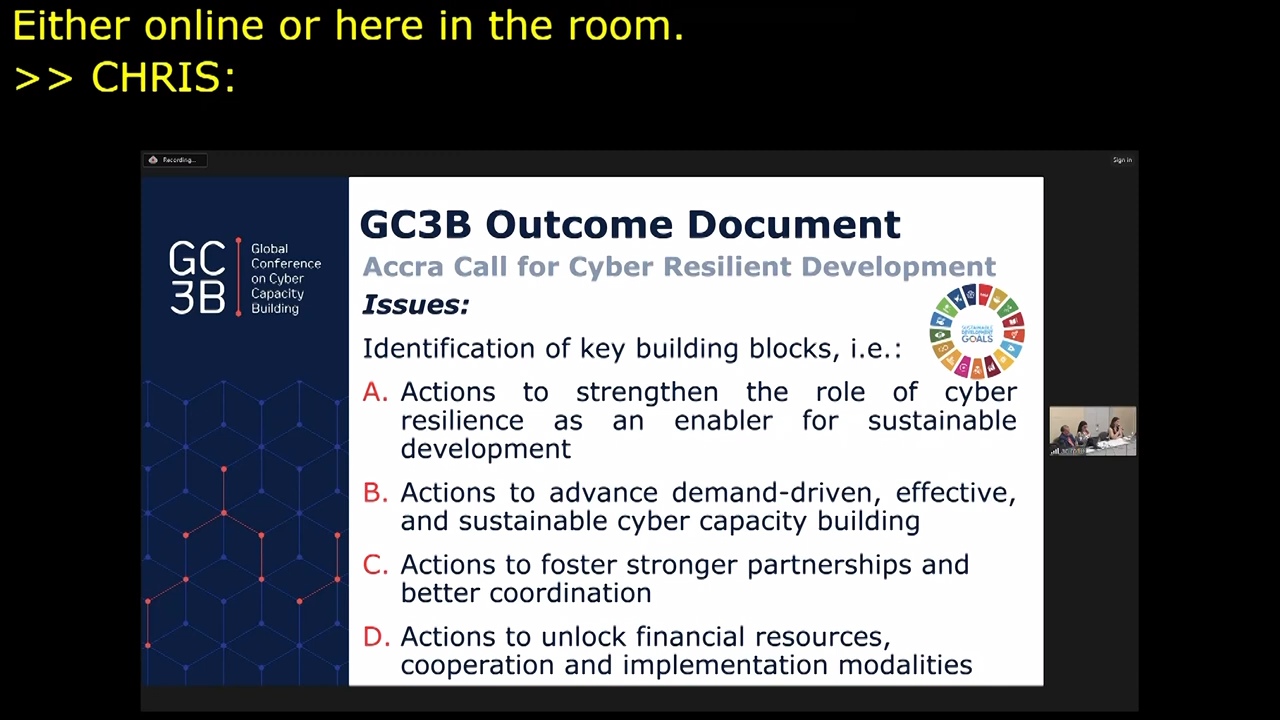 Either online or here in the room.
>> CHRIS:
Recording...
Sign in
GC
3B
Global
Conference
on Cyber
Capacity
Building
GC3B Outcome Document
Accra Call for Cyber Resilient Development
Issues:
SUSTAINABLE
DEVELOPMENT
GOALS
Identification of key building blocks, i.e.:
A. Actions to strengthen the role of cyber
resilience as an enabler for sustainable
development
B. Actions to advance demand-driven, effective,
and sustainable cyber capacity building
C. Actions to foster stronger partnerships and
better coordination
D. Actions to unlock financial resources,
cooperation and implementation modalities